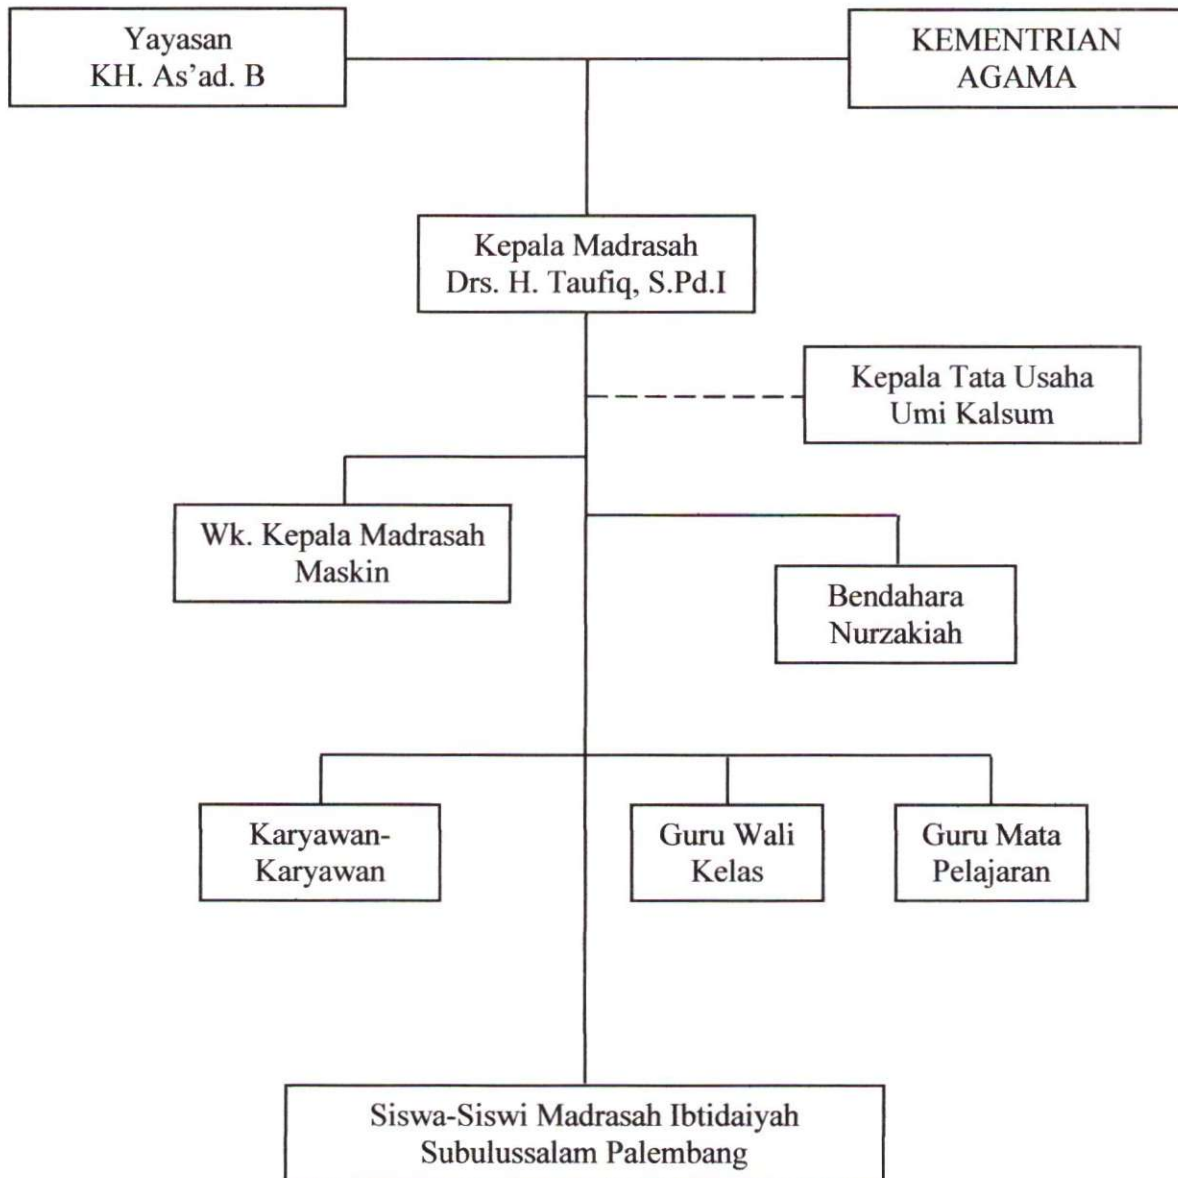 Yayasan
KH. As'ad. B
KEMENTRIAN
AGAMA
Kepala Madrasah
Drs. H. Taufiq, S.Pd.I
Kepala Tata Usaha
Umi Kalsum
Wk. Kepala Madrasah
Maskin
Bendahara
Nurzakiah
Karyawan-
Karyawan
Guru Wali
Kelas
Guru Mata
Pelajaran
Siswa-Siswi Madrasah Ibtidaiyah
Subulussalam Palembang